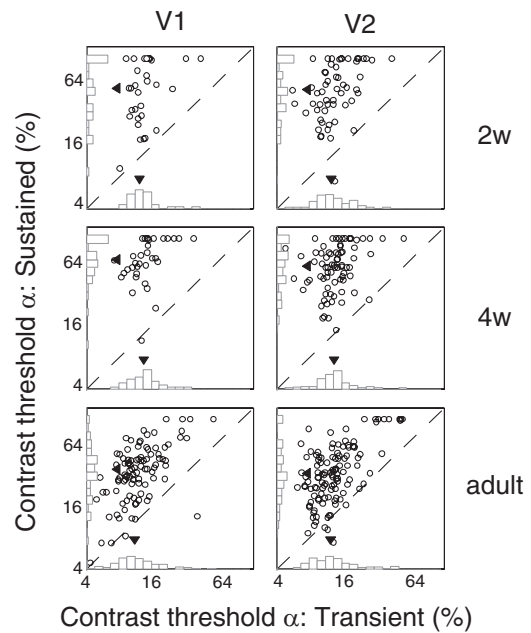 V1 V2
Contrast threshold α: Sustained (%)
64
16
4
2w
64
16
4
4w
64
16
4
adult
4 16 64 4 16 64
Contrast threshold α: Transient (%)